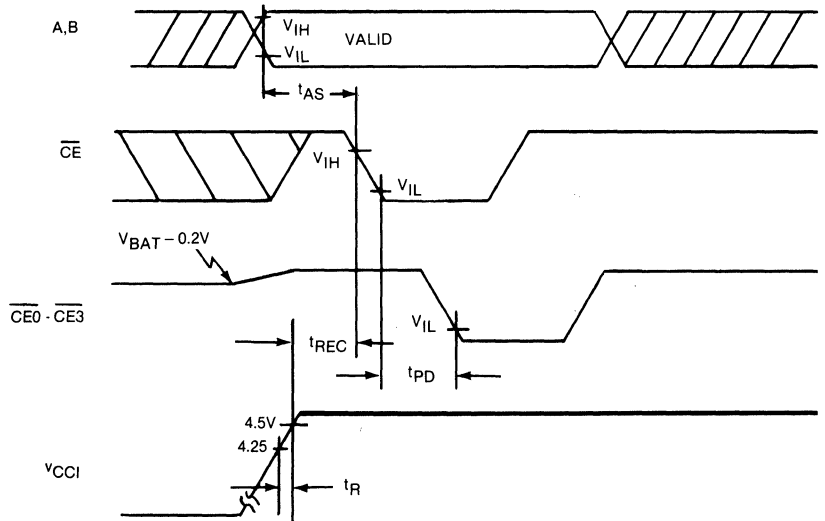 A,B
VIH
VIL
VALID
tAS
CE
VIH
VIL
VBAT – 0.2V
CE0 - CE3
VIL
tREC
tPD
4.5V
4.25
VCCI
tR